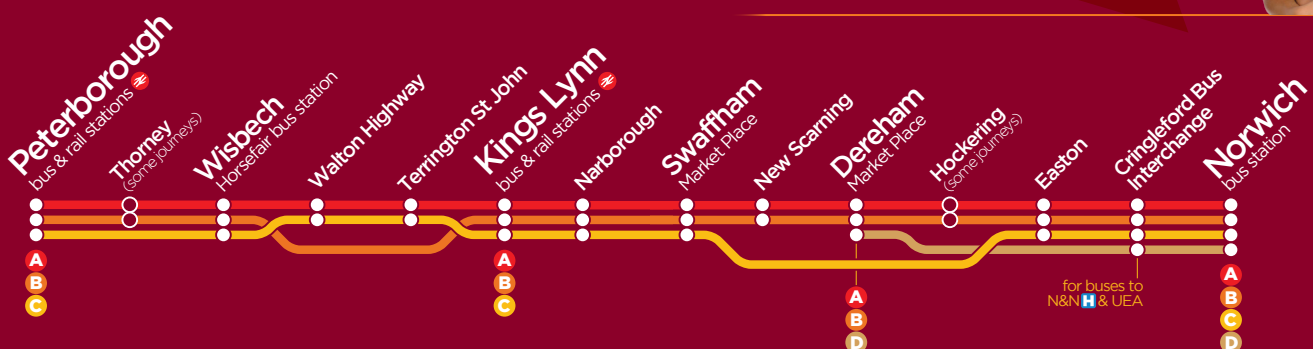 Peterborough
bus & rail stations
Thorney
(some journeys)
Wisbech
Horsefair bus station
Walton Highway
Terrington St John
Kings Lynn
bus & rail stations
Narborough
Swaffham
Market Place
New Scarning
Dereham
Market Place
Hockering
(some journeys)
Easton
Cringleford Bus
Interchange
Norwich
bus station
A
B
C
A
B
C
A
B
D
for buses to
N&N H & UEA
A
B
C
D